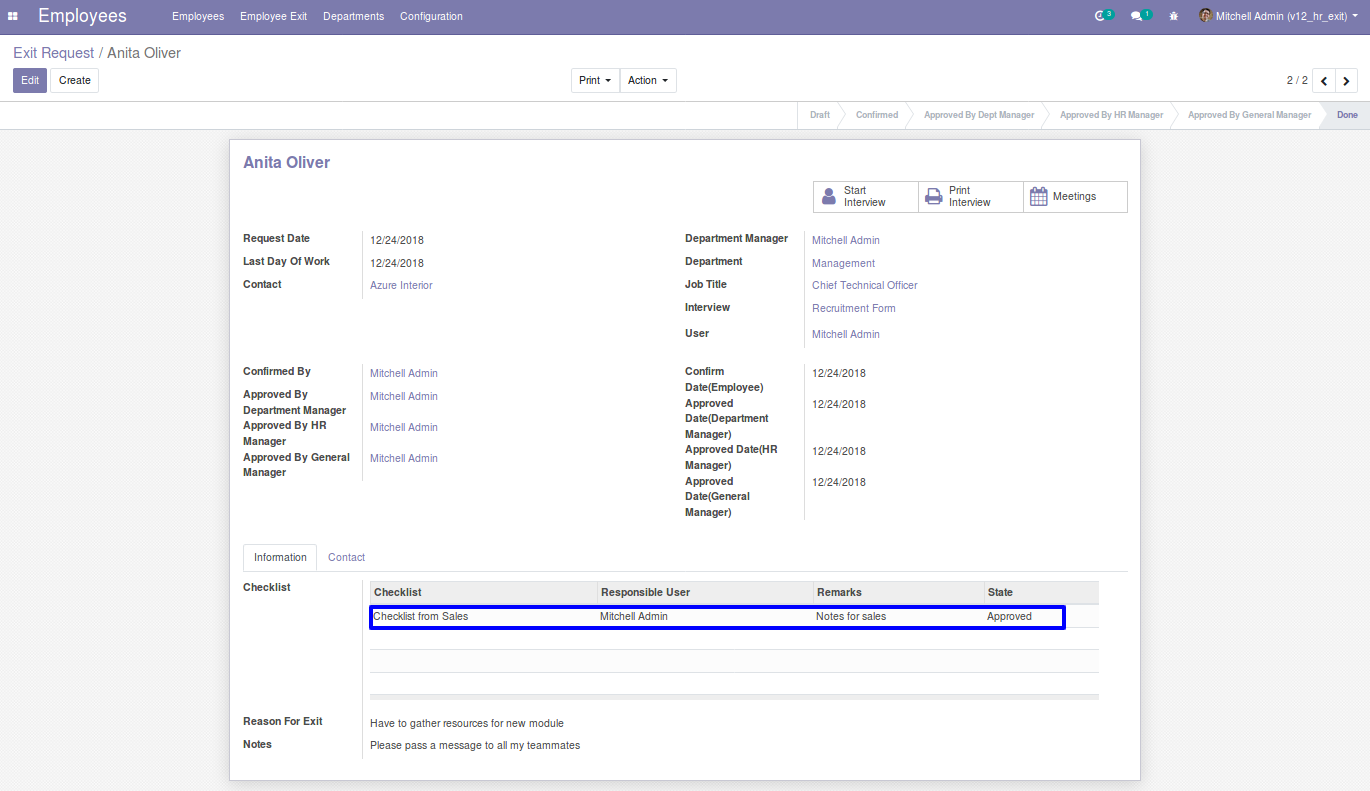 Employees Employees Employee Exit Departments Configuration 3 1 Mitchell Admin (v12_hr_exit)
Exit Request / Anita Oliver
Edit Create Print Action 2 / 2
Draft Confirmed Approved By Dept Manager Approved By HR Manager Approved By General Manager Done
Anita Oliver
Start Interview
Print Interview
Meetings
Request Date 12/24/2018
Last Day Of Work 12/24/2018
Contact Azure Interior
Department Manager Mitchell Admin
Department Management
Job Title Chief Technical Officer
Interview Recruitment Form
User Mitchell Admin
Confirmed By Mitchell Admin
Approved By Mitchell Admin
Department Manager
Approved By HR Mitchell Admin
Manager
Approved By General Mitchell Admin
Manager
Confirm 12/24/2018
Date(Employee)
Approved 12/24/2018
Date(Department
Manager)
Approved Date(HR 12/24/2018
Manager)
Approved 12/24/2018
Date(General
Manager)
Information Contact
Checklist
Checklist Responsible User Remarks State
Checklist from Sales Mitchell Admin Notes for sales Approved
Reason For Exit Have to gather resources for new module
Notes Please pass a message to all my teammates